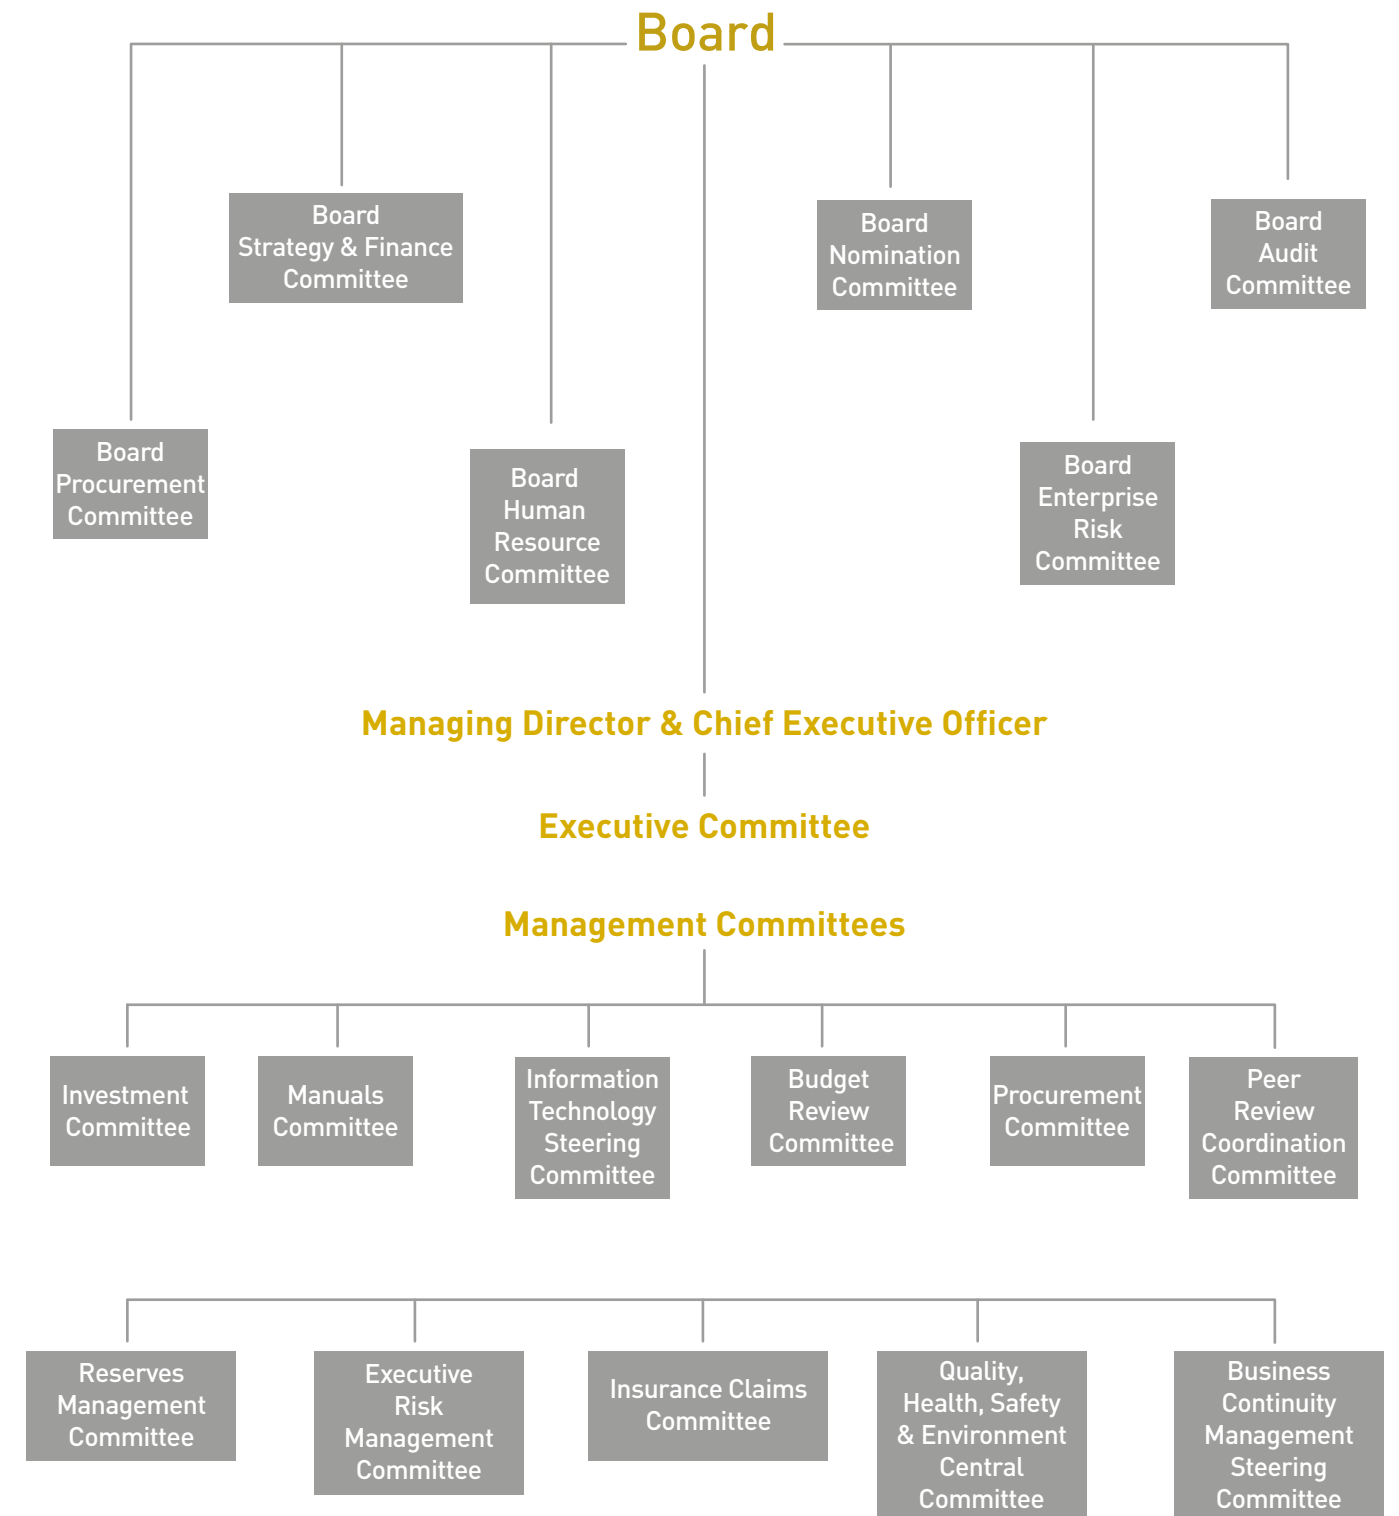 Board
Board
Strategy & Finance
Committee
Board
Nomination
Committee
Board
Audit
Committee
Board
Procurement
Committee
Board
Human
Resource
Committee
Board
Enterprise
Risk
Committee
Managing Director & Chief Executive Officer
Executive Committee
Management Committees
Investment
Committee
Manuals
Committee
Information
Technology
Steering
Committee
Budget
Review
Committee
Procurement
Committee
Peer
Review
Coordination
Committee
Reserves
Management
Committee
Executive
Risk
Management
Committee
Insurance Claims
Committee
Quality,
Health, Safety
& Environment
Central
Committee
Business
Continuity
Management
Steering
Committee